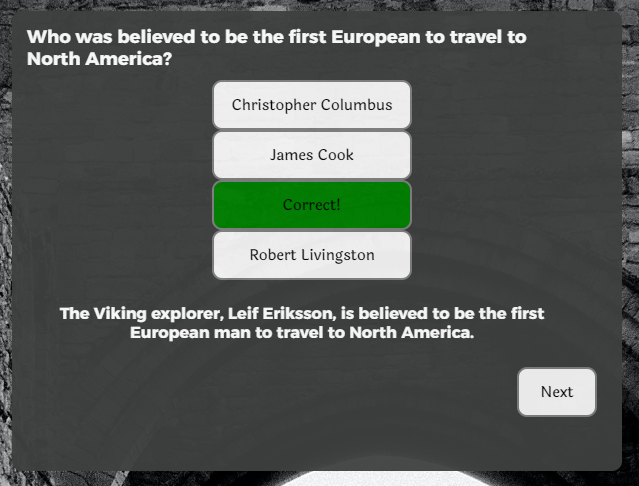 Who was believed to be the first European to travel to
North America?
Christopher Columbus
James Cook
Correct!
Robert Livingston
The Viking explorer, Leif Eriksson, is believed to be the first
European man to travel to North America.
Next